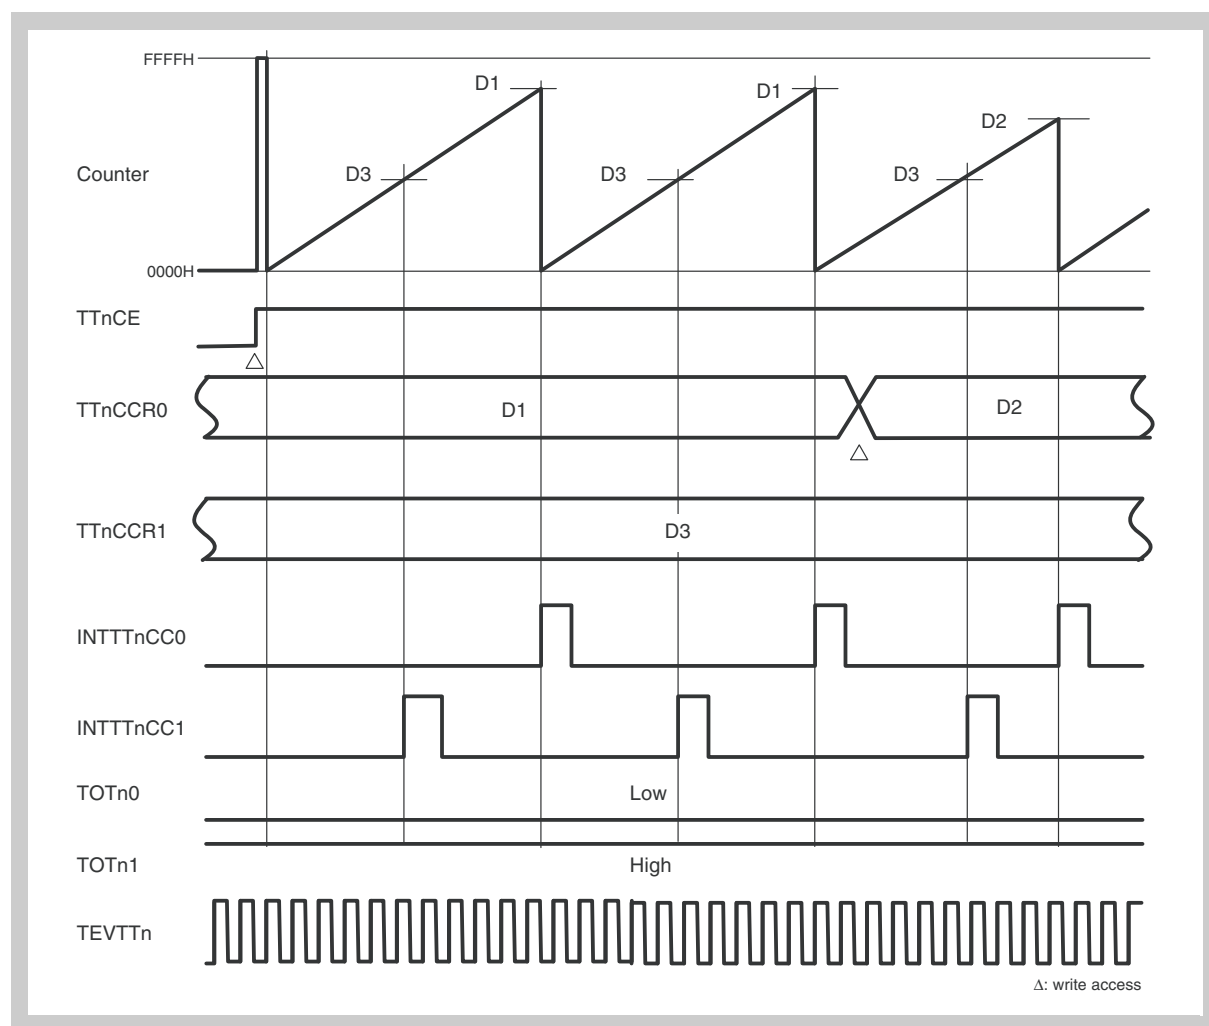 FFFFH
D1
D1
D2
Counter
D3
D3
D3
0000H
TTnCE
△
TTnCCR0
D1
D2
△
TTnCCR1
D3
INTTTnCC0
INTTTnCC1
TOTn0
Low
TOTn1
High
TEVTTn
Δ: write access